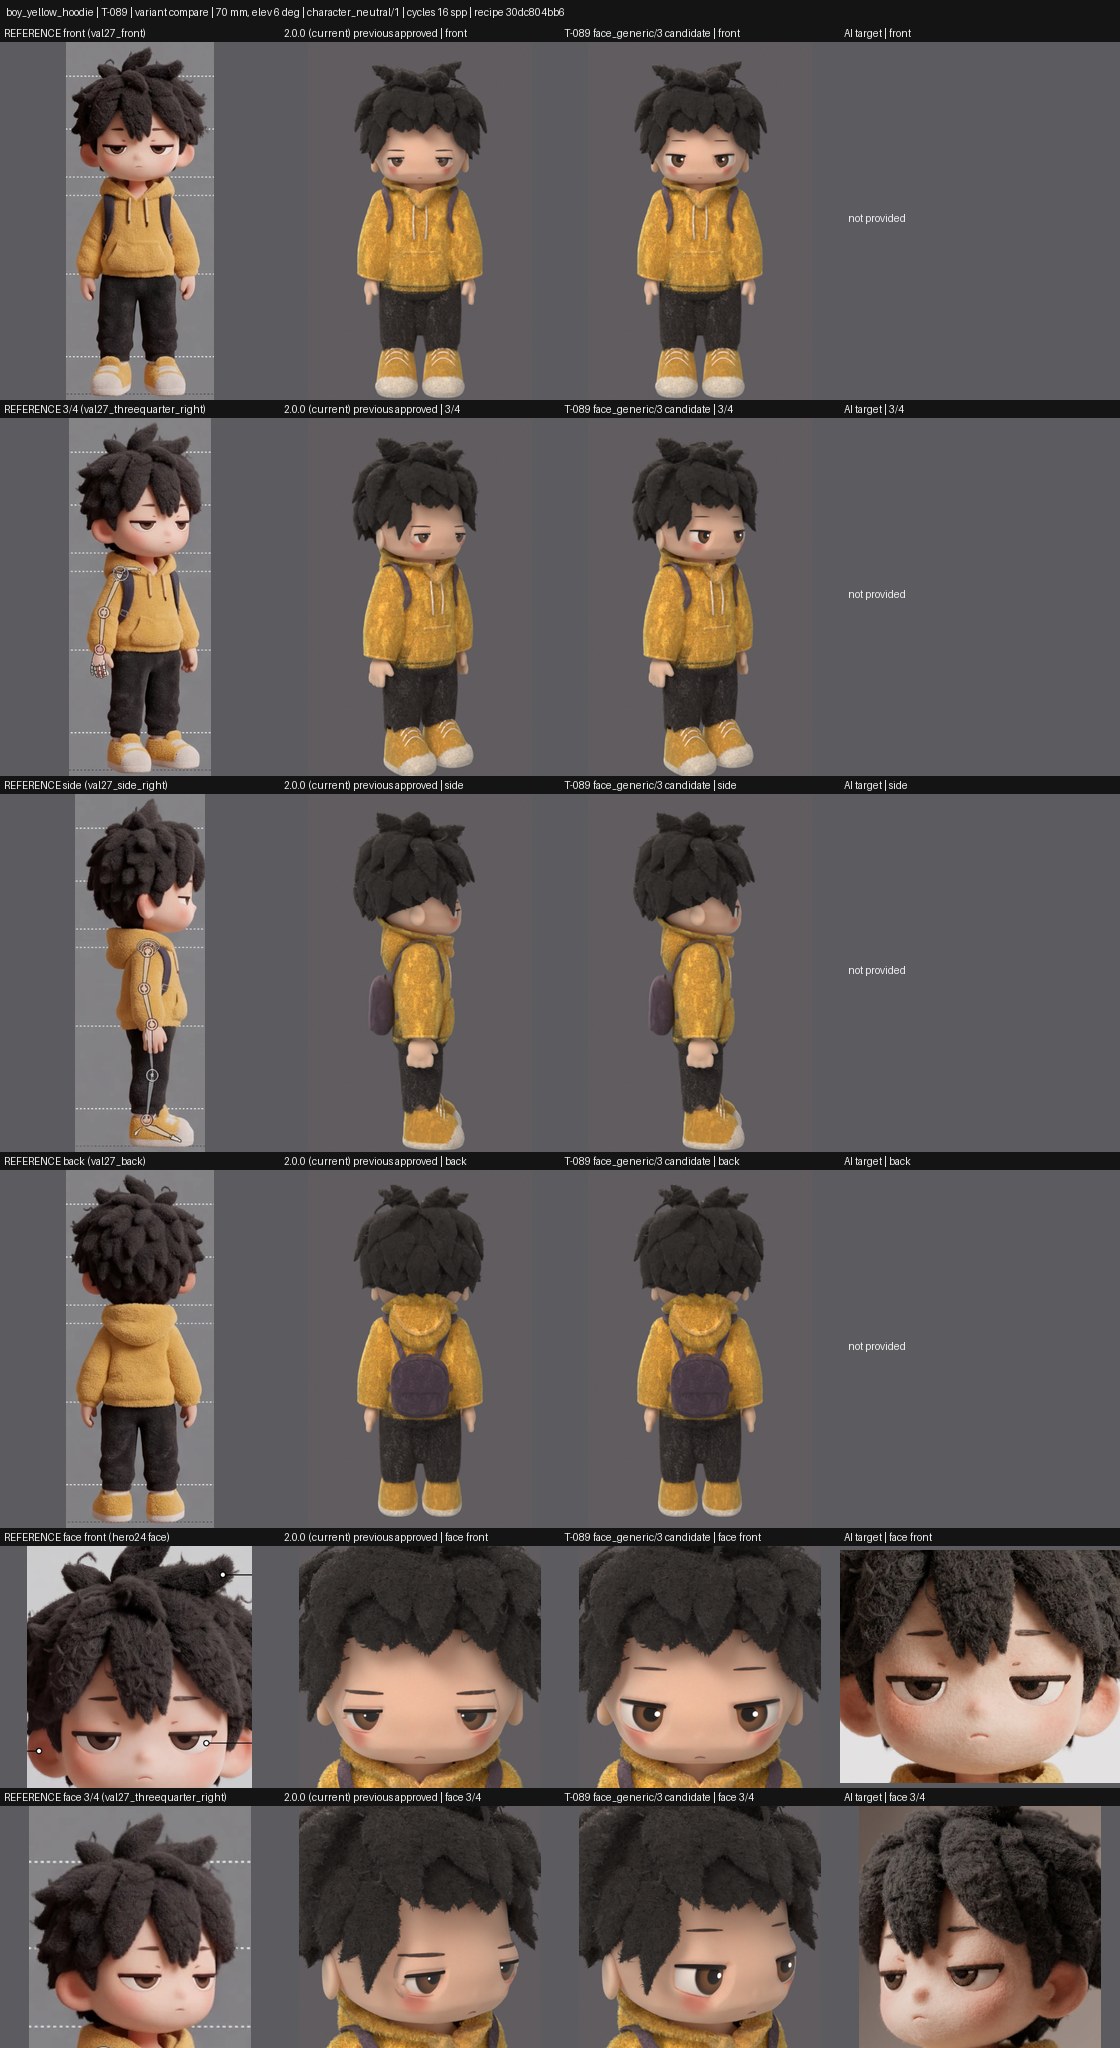 boy_yellow_hoodie | T-089 | variant compare | 70 mm, elev 6 deg | character_neutral/1 | cycles 16 spp | recipe 30dc804bb6
REFERENCE front (val27_front)
2.0.0 (current) previous approved | front
T-089 face_generic/3 candidate | front
AI target | front
not provided
REFERENCE 3/4 (val27_threequarter_right)
2.0.0 (current) previous approved | 3/4
T-089 face_generic/3 candidate | 3/4
AI target | 3/4
not provided
REFERENCE side (val27_side_right)
2.0.0 (current) previous approved | side
T-089 face_generic/3 candidate | side
AI target | side
not provided
REFERENCE back (val27_back)
2.0.0 (current) previous approved | back
T-089 face_generic/3 candidate | back
AI target | back
not provided
REFERENCE face front (hero24 face)
2.0.0 (current) previous approved | face front
T-089 face_generic/3 candidate | face front
AI target | face front
REFERENCE face 3/4 (val27_threequarter_right)
2.0.0 (current) previous approved | face 3/4
T-089 face_generic/3 candidate | face 3/4
AI target | face 3/4